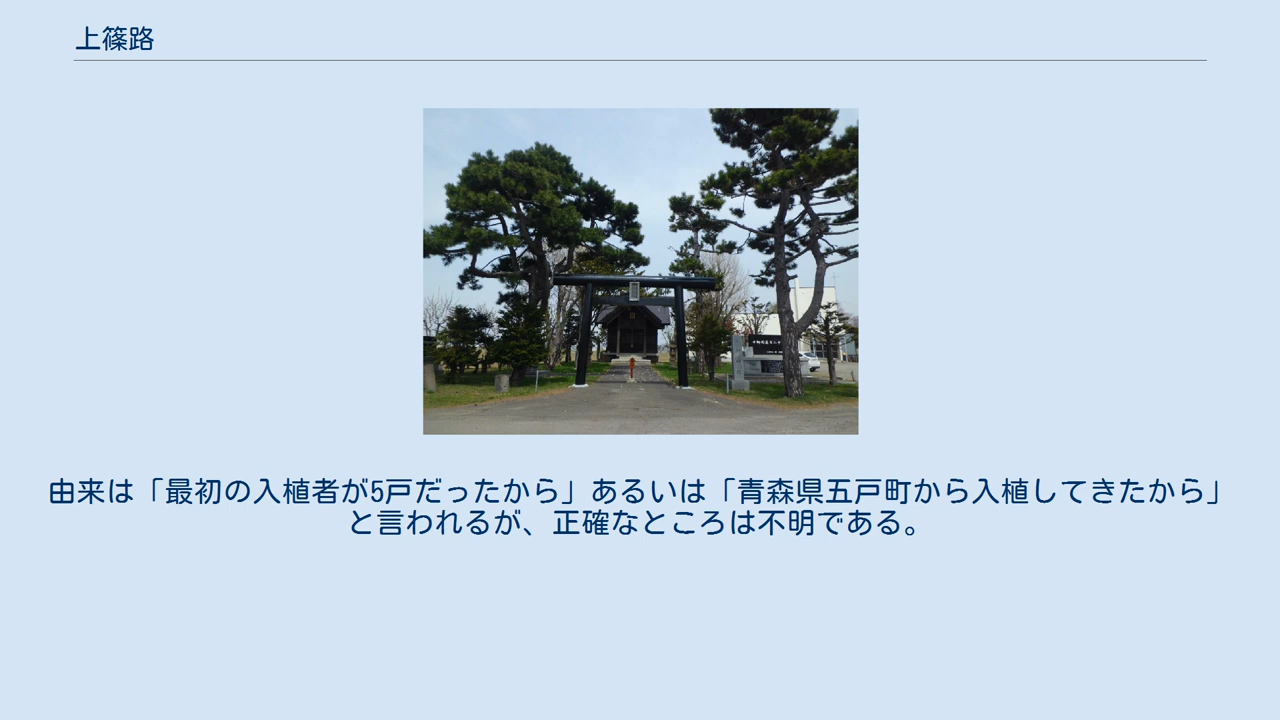 上篠路
由来は「最初の入植者が5戸だったから」あるいは「青森県五戸町から入植してきたから」
と言われるが、正確なところは不明である。